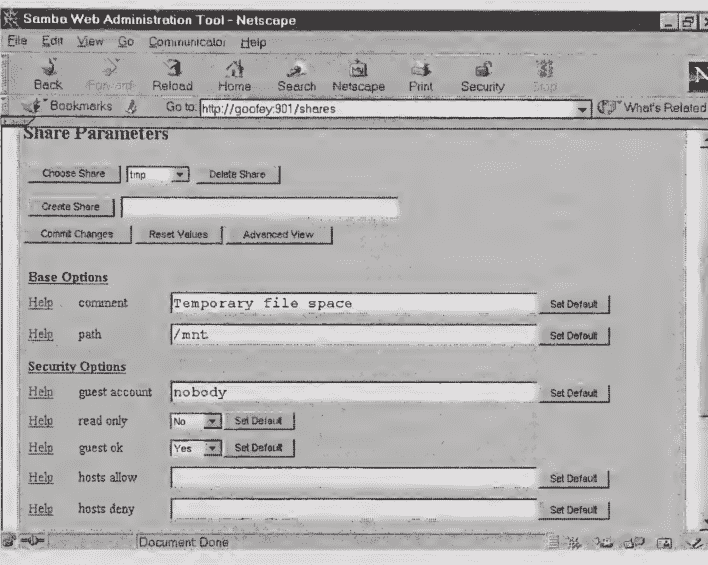 Samba Web Administration Tool - Netscape
File Edit View Go Communicator Help
Back Forward Reload Home Search Netscape Print Security Stop
Bookmarks Go to: http://goofey:901/shares What's Related
Share Parameters
Choose Share tmp Delete Share
Create Share
Commit Changes Reset Values Advanced View
Base Options
Help comment Temporary file space Set Default
Help path /mnt Set Default
Security Options
Help guest account nobody Set Default
Help read only No Set Default
Help guest ok Yes Set Default
Help hosts allow Set Default
Help hosts deny Set Default
Document Done